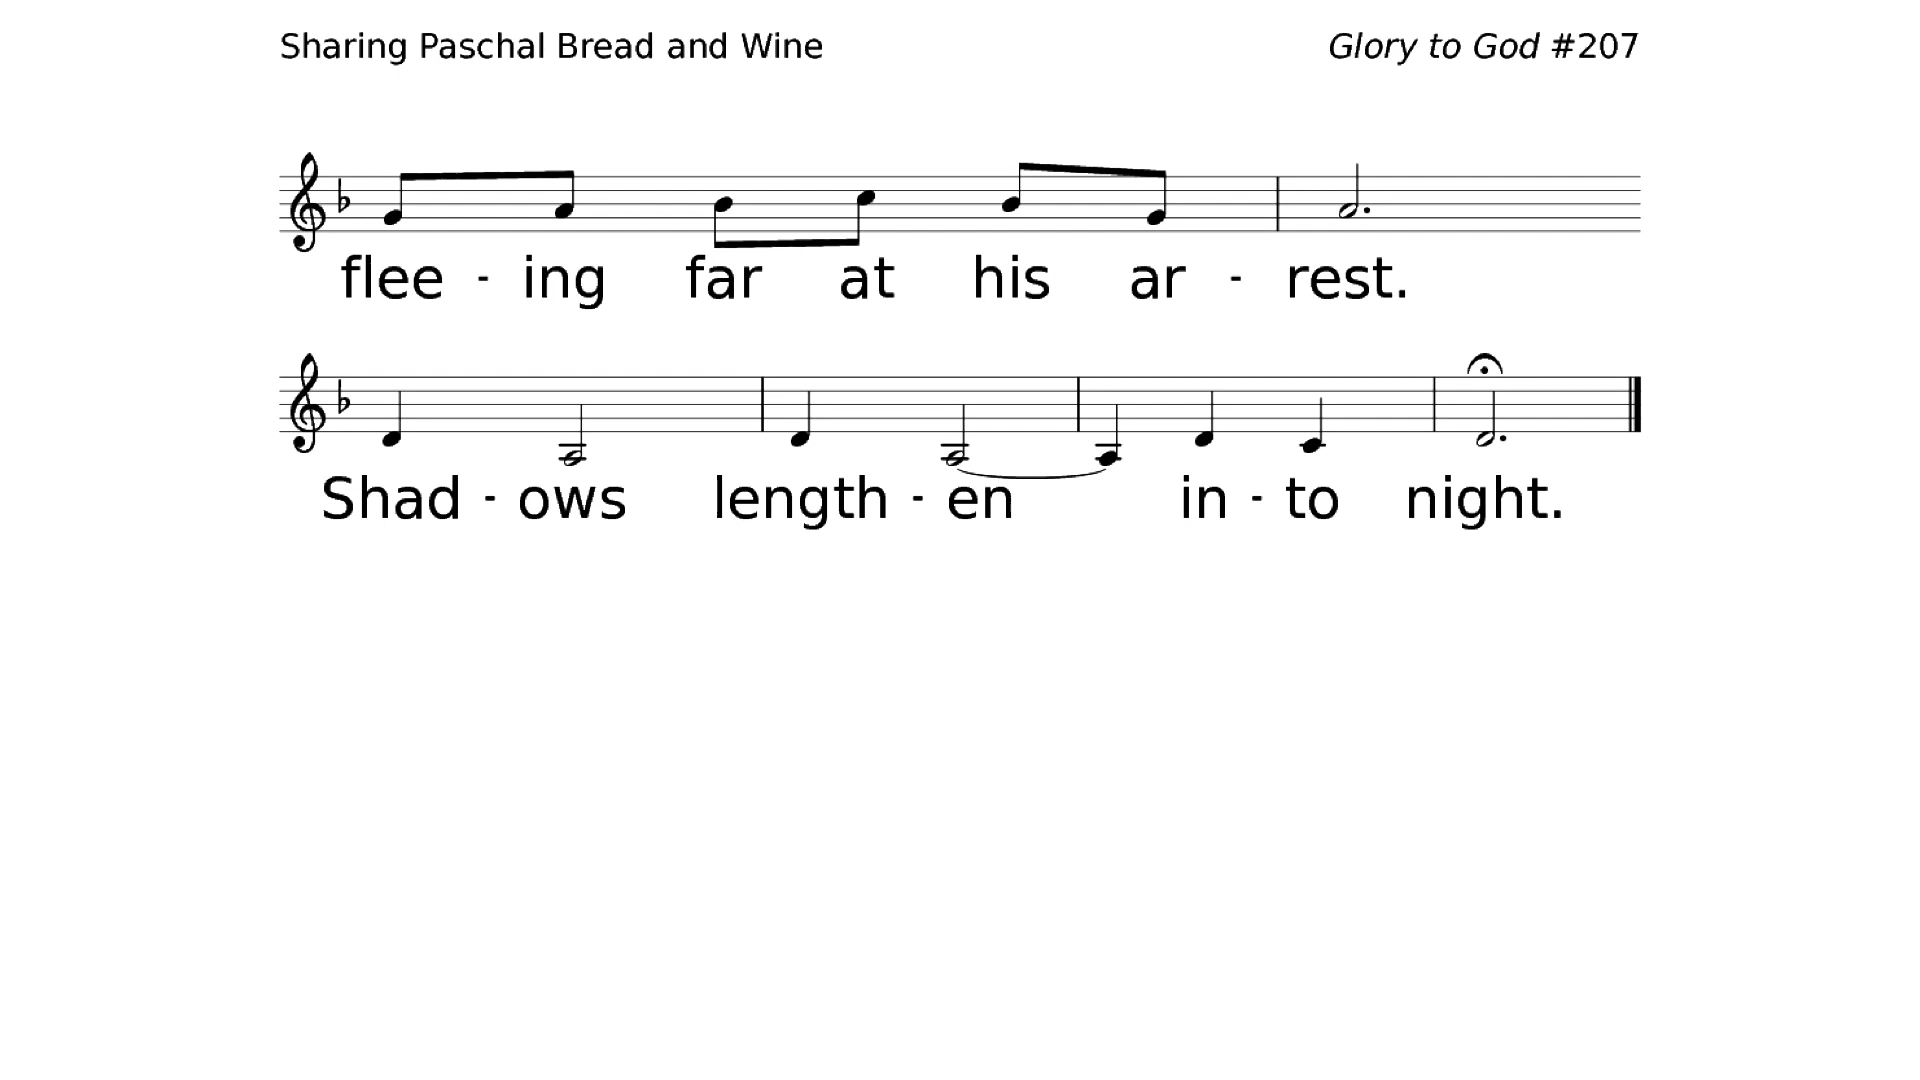 Sharing Paschal Bread and Wine Glory to God #207
flee - ing far at his ar - rest.
Shad - ows length - en in - to night.